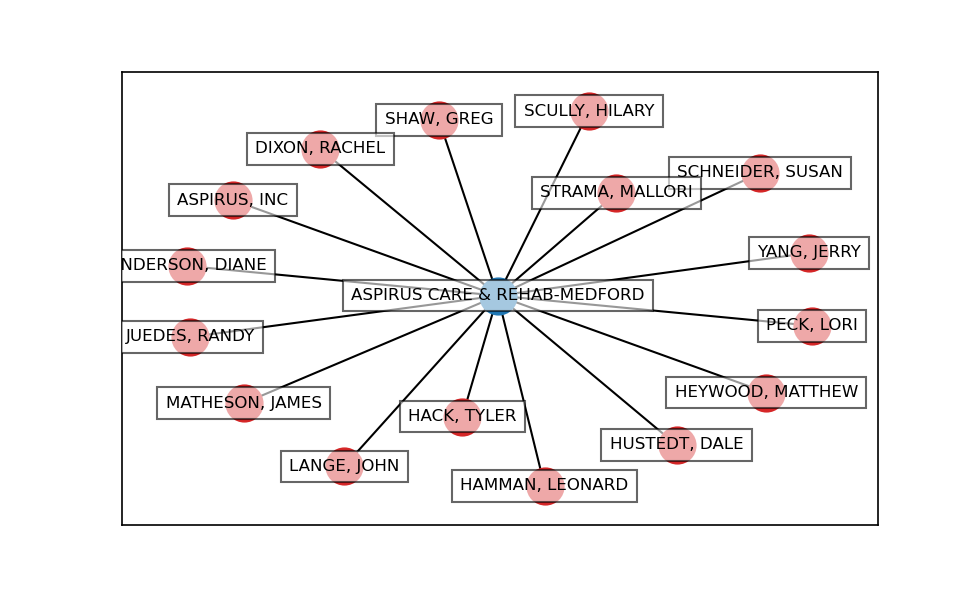 SCULLY, HILARY
SHAW, GREG
DIXON, RACHEL
SCHNEIDER, SUSAN
STRAMA, MALLORI
ASPIRUS, INC
YANG, JERRY
NDERSON, DIANE
ASPIRUS CARE & REHAB-MEDFORD
PECK, LORI
JUEDES, RANDY
HEYWOOD, MATTHEW
MATHESON, JAMES
HACK, TYLER
HUSTEDT, DALE
LANGE, JOHN
HAMMAN, LEONARD